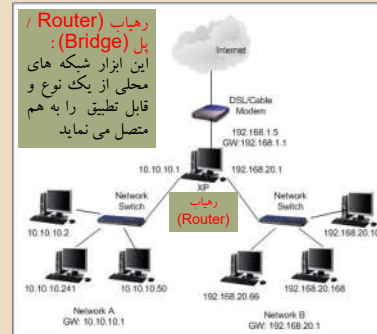 رهیاب (Router /
پل (Bridge) :
این ابزار شبکه های
محلی از یک نوع و
قابل تطبیق را به هم
متصل می نماید
Internet
DSL/Cable
Modem
192.168.1.5
GW:192.168.1.1
10.10.10.1
192.168.20.1
XP
رهیاب
(Router)
Network
Switch
Network
Switch
10.10.10.2
192.168.20.10
10.10.10.241
10.10.10.50
192.168.20.66
192.168.20.168
Network A
GW: 10.10.10.1
Network B
GW: 192.168.20.1